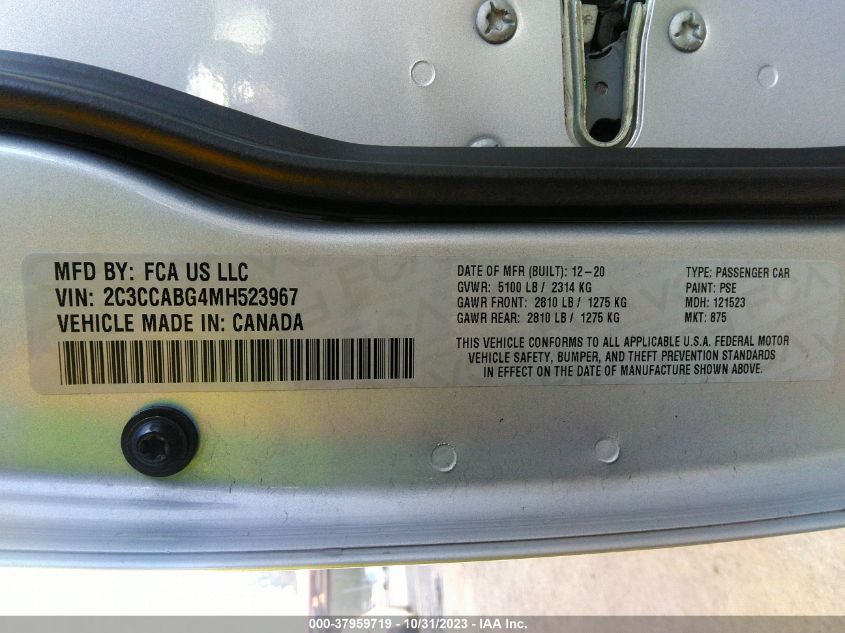 MFD BY: FCA US LLC
VIN: 2C3CCABG4MH523967
VEHICLE MADE IN: CANADA
DATE OF MFR (BUILT): 12-20
GVWR: 5100 LB / 2314 KG
GAWR FRONT: 2810 LB / 1275 KG
GAWR REAR: 2810 LB / 1275 KG
TYPE: PASSENGER CAR
PAINT: PSE
MDH: 121523
MKT: 875
THIS VEHICLE CONFORMS TO ALL APPLICABLE U.S.A. FEDERAL MOTOR
VEHICLE SAFETY, BUMPER, AND THEFT PREVENTION STANDARDS
IN EFFECT ON THE DATE OF MANUFACTURE SHOWN ABOVE.
000-37959719 - 10/31/2023 - IAA Inc.